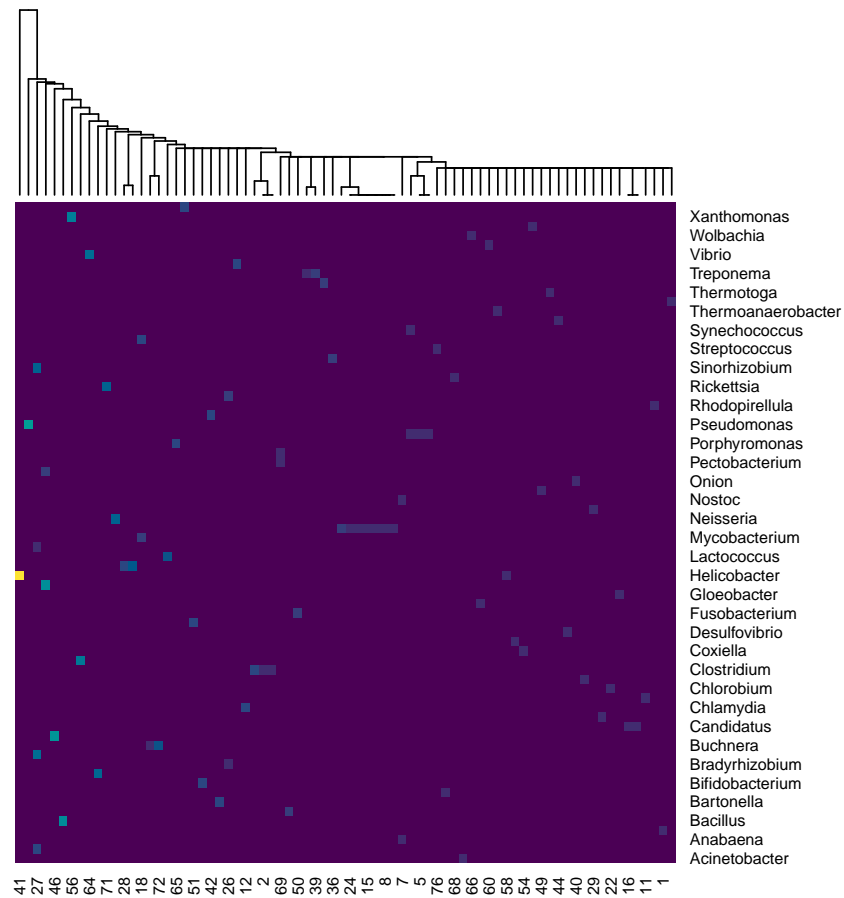 Xanthomonas
Wolbachia
Vibrio
Treponema
Thermotoga
Thermoanaerobacter
Synechococcus
Streptococcus
Sinorhizobium
Rickettsia
Rhodopirellula
Pseudomonas
Porphyromonas
Pectobacterium
Onion
Nostoc
Neisseria
Mycobacterium
Lactococcus
Helicobacter
Gloeobacter
Fusobacterium
Desulfovibrio
Coxiella
Clostridium
Chlorobium
Chlamydia
Candidatus
Buchnera
Bradyrhizobium
Bifidobacterium
Bartonella
Bacillus
Anabaena
Acinetobacter
41 27 46 56 64 71 28 18 72 65 51 42 26 12 2 69 50 39 36 24 15 8 7 5 76 68 66 60 58 54 49 44 40 29 22 16 11 1